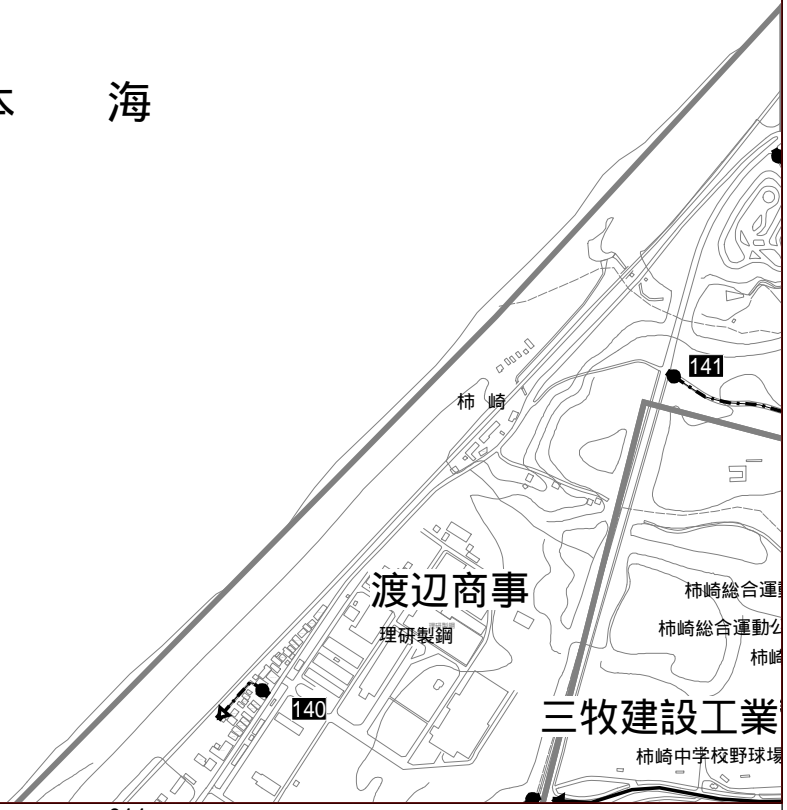 海
141
柿崎
渡辺商事
柿崎総合運
理研製鋼
柿崎総合運動公
柿崎
140
三牧建設工業
柿崎中学校野球場